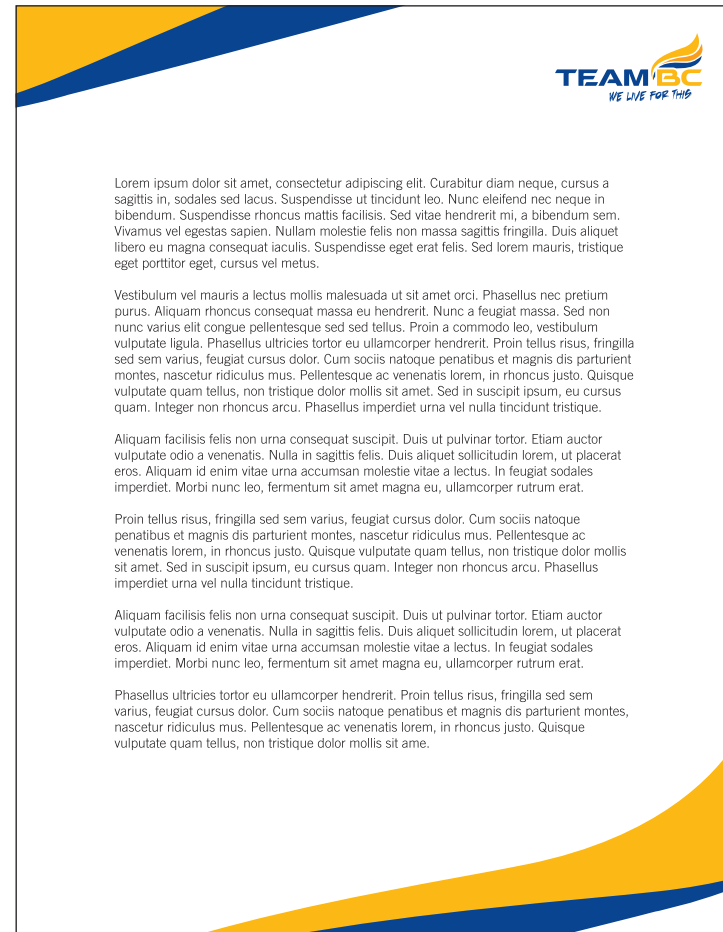 TEAM BC
WE LIVE FOR THIS
Lorem ipsum dolor sit amet, consectetur adipiscing elit. Curabitur diam neque, cursus a
sagittis in, sodales sed lacus. Suspendisse ut tincidunt leo. Nunc eleifend nec neque in
bibendum. Suspendisse rhoncus mattis facilisis. Sed vitae hendrerit mi, a bibendum sem.
Vivamus vel egestas sapien. Nullam molestie felis non massa sagittis fringilla. Duis aliquet
libero eu magna consequat iaculis. Suspendisse eget erat felis. Sed lorem mauris, tristique
eget porttitor eget, cursus vel metus.
Vestibulum vel mauris a lectus mollis malesuada ut sit amet orci. Phasellus nec pretium
purus. Aliquam rhoncus consequat massa eu hendrerit. Nunc a feugiat massa. Sed non
nunc varius elit congue pellentesque sed sed tellus. Proin a commodo leo, vestibulum
vulputate ligula. Phasellus ultricies tortor eu ullamcorper hendrerit. Proin tellus risus, fringilla
sed sem varius, feugiat cursus dolor. Cum sociis natoque penatibus et magnis dis parturient
montes, nascetur ridiculus mus. Pellentesque ac venenatis lorem, in rhoncus justo. Quisque
vulputate quam tellus, non tristique dolor mollis sit amet. Sed in suscipit ipsum, eu cursus
quam. Integer non rhoncus arcu. Phasellus imperdiet urna vel nulla tincidunt tristique.
Aliquam facilisis felis non urna consequat suscipit. Duis ut pulvinar tortor. Etiam auctor
vulputate odio a venenatis. Nulla in sagittis felis. Duis aliquet sollicitudin lorem, ut placerat
eros. Aliquam id enim vitae urna accumsan molestie vitae a lectus. In feugiat sodales
imperdiet. Morbi nunc leo, fermentum sit amet magna eu, ullamcorper rutrum erat.
Proin tellus risus, fringilla sed sem varius, feugiat cursus dolor. Cum sociis natoque
penatibus et magnis dis parturient montes, nascetur ridiculus mus. Pellentesque ac
venenatis lorem, in rhoncus justo. Quisque vulputate quam tellus, non tristique dolor mollis
sit amet. Sed in suscipit ipsum, eu cursus quam. Integer non rhoncus arcu. Phasellus
imperdiet urna vel nulla tincidunt tristique.
Aliquam facilisis felis non urna consequat suscipit. Duis ut pulvinar tortor. Etiam auctor
vulputate odio a venenatis. Nulla in sagittis felis. Duis aliquet sollicitudin lorem, ut placerat
eros. Aliquam id enim vitae urna accumsan molestie vitae a lectus. In feugiat sodales
imperdiet. Morbi nunc leo, fermentum sit amet magna eu, ullamcorper rutrum erat.
Phasellus ultricies tortor eu ullamcorper hendrerit. Proin tellus risus, fringilla sed sem
varius, feugiat cursus dolor. Cum sociis natoque penatibus et magnis dis parturient montes,
nascetur ridiculus mus. Pellentesque ac venenatis lorem, in rhoncus justo. Quisque
vulputate quam tellus, non tristique dolor mollis sit ame.